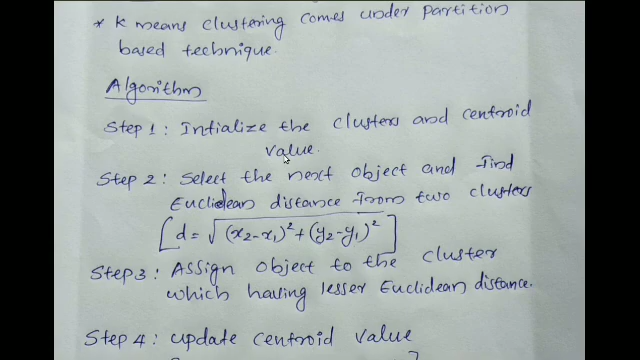 * K means clustering comes under partition
based technique.
Algorithm
Step 1: Intialize the clusters and centroid
value.
Step 2: Select the next object and find
Euclidean distance from two clusters
[d = √(x₂-x₁)² + (y₂-y₁)²]
Step 3: Assign object to the cluster
which having lesser Euclidean distance.
Step 4: update centroid value